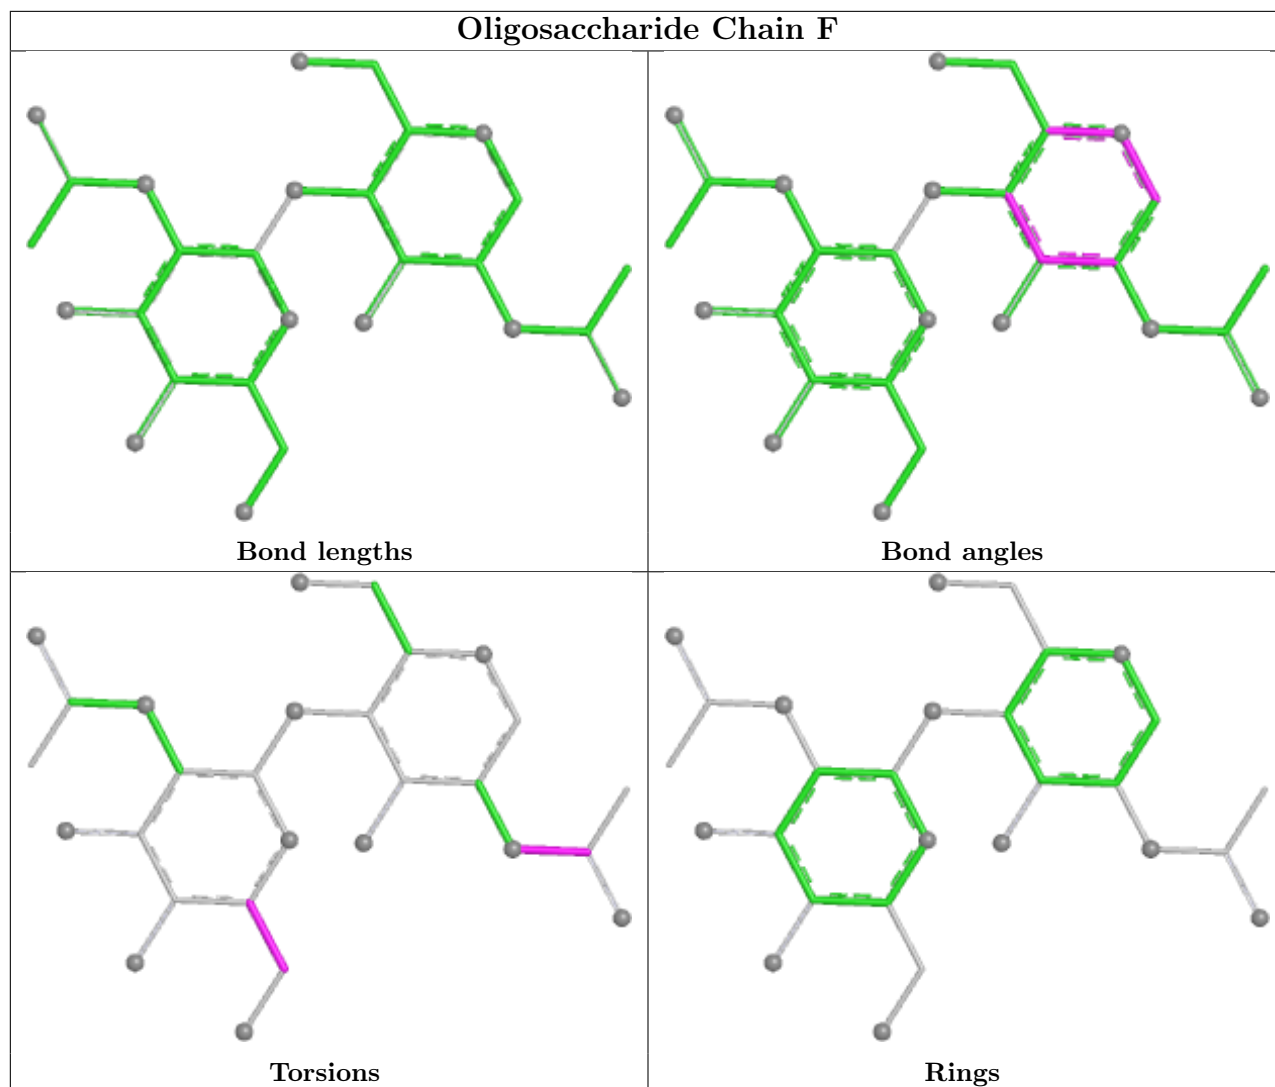 Oligosaccharide Chain F
Bond lengths
Bond angles
Torsions
Rings